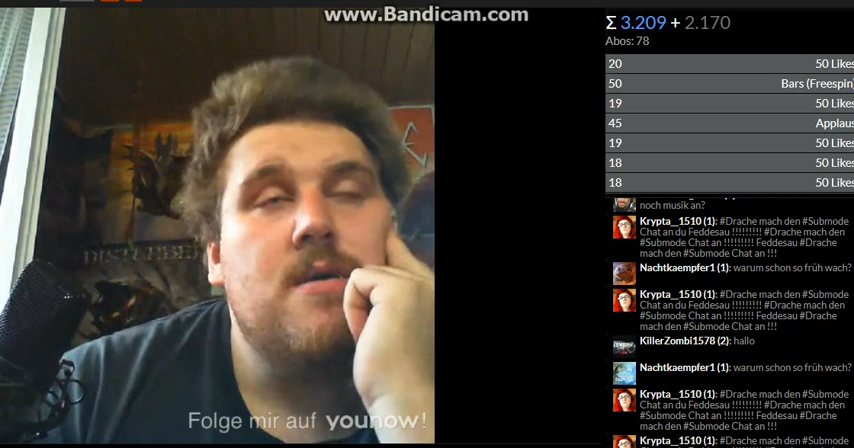 www.Bandicam.com
Σ 3.209 + 2.170
Abos: 78
20 50 Likes
50 Bars (Freespin)
19 50 Likes
45 Applaus
19 50 Likes
18 50 Likes
18 50 Likes
noch musik an?
Krypta__1510 (1): #Drache mach den #Submode
Chat an du Feddesau !!!!!!!!! #Drache mach den
#Submode Chat an !!!!!!!!! Feddesau #Drache
mach den #Submode Chat an !!!
Nachtkaempfer1 (1): warum schon so früh wach?
Krypta__1510 (1): #Drache mach den #Submode
Chat an du Feddesau !!!!!!!!! #Drache mach den
#Submode Chat an !!!!!!!!! Feddesau #Drache
mach den #Submode Chat an !!!
KillerZombi1578 (2): hallo
Nachtkaempfer1 (1): warum schon so früh wach?
Krypta__1510 (1): #Drache mach den #Submode
Chat an du Feddesau !!!!!!!!! #Drache mach den
#Submode Chat an !!!!!!!!! Feddesau #Drache
mach den #Submode Chat an !!!
Krypta__1510 (1): #Drache mach den #Submode
DISTURBED
Folge mir auf younow!